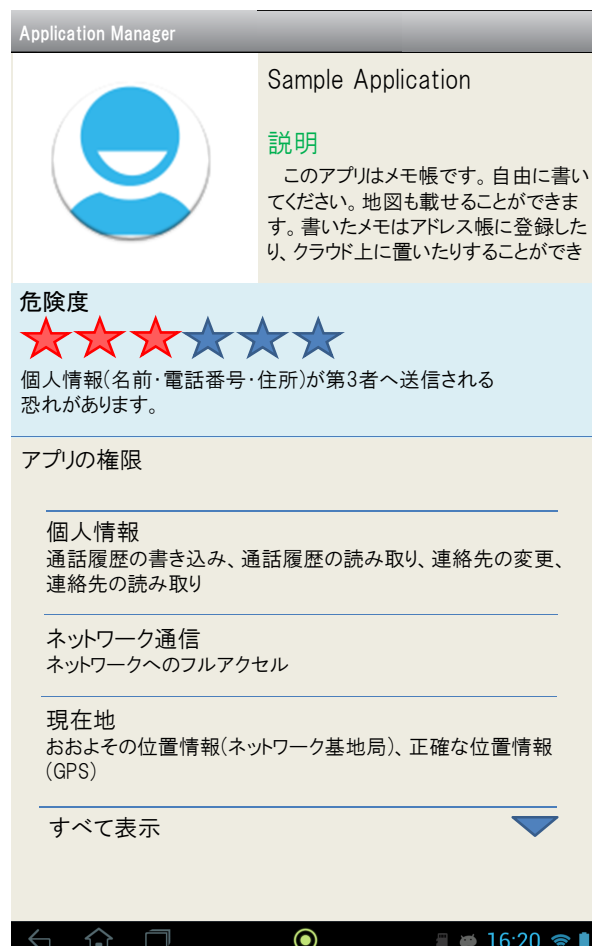 Application Manager
Sample Application
説明
このアプリはメモ帳です。自由に書い
てください。地図も載せることができま
す。書いたメモはアドレス帳に登録した
り、クラウド上に置いたりすることができ
危険度
個人情報(名前・電話番号・住所)が第3者へ送信される
恐れがあります。
アプリの権限
個人情報
通話履歴の書き込み、通話履歴の読み取り、連絡先の変更、
連絡先の読み取り
ネットワーク通信
ネットワークへのフルアクセル
現在地
おおよその位置情報(ネットワーク基地局)、正確な位置情報
(GPS)
すべて表示
16:20